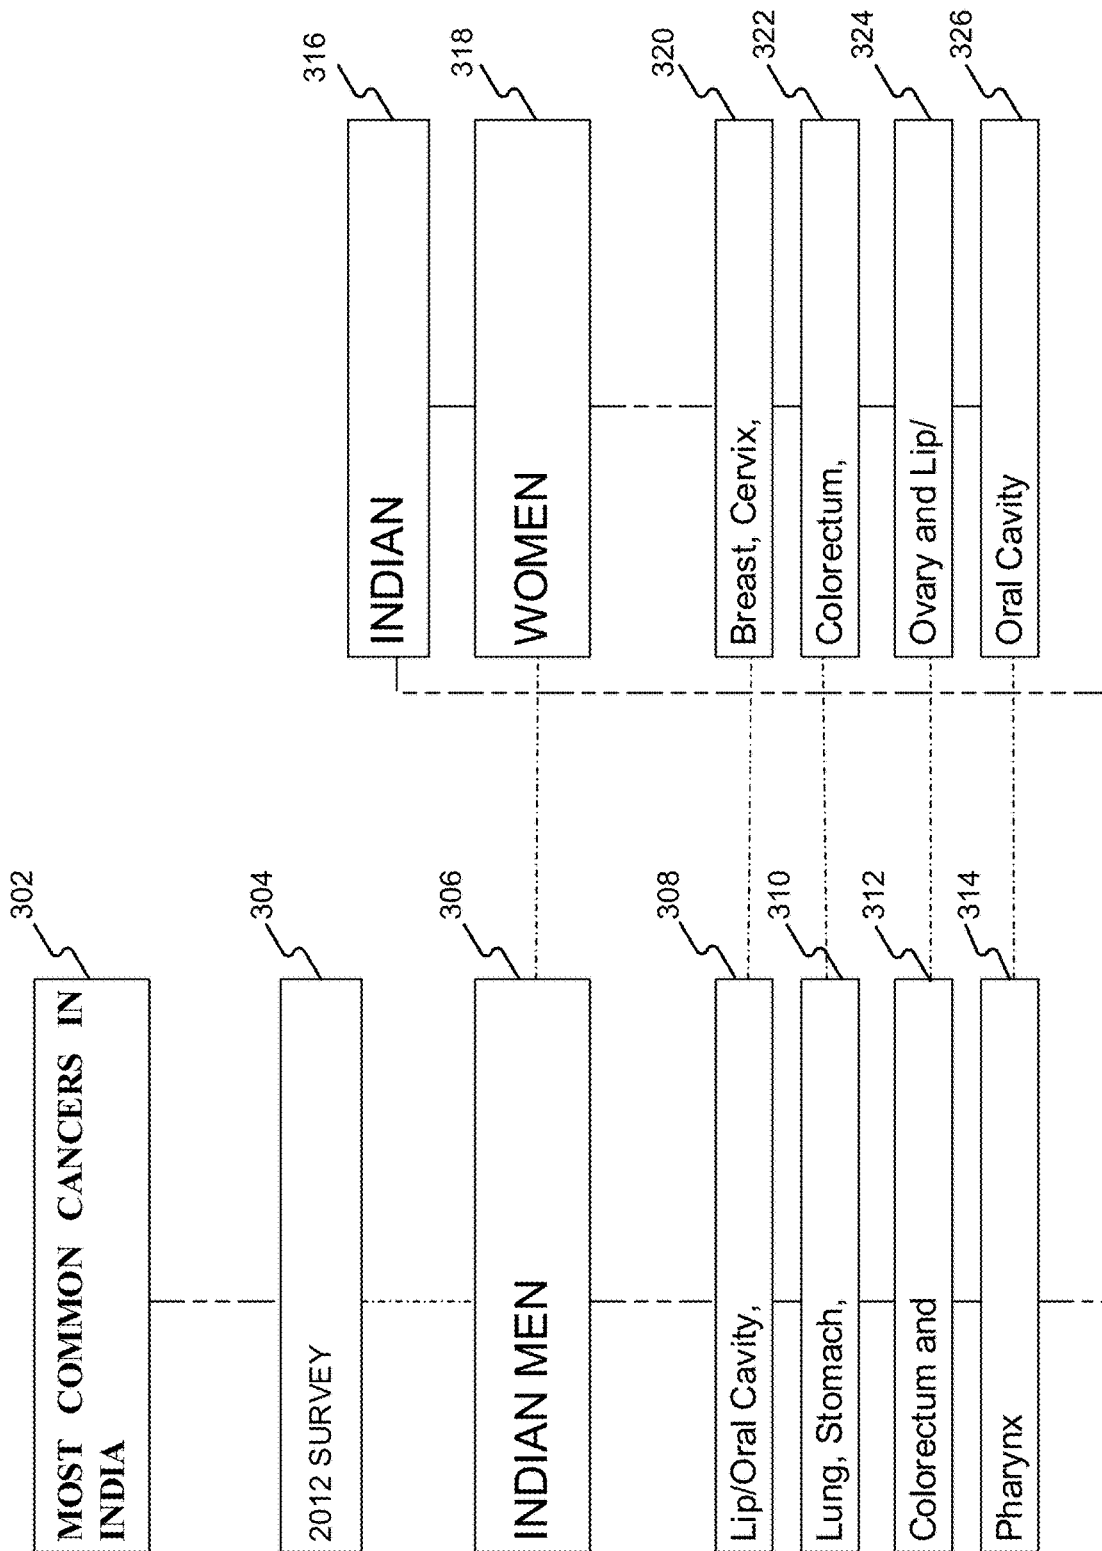 302
MOST COMMON CANCERS IN
INDIA
304
2012 SURVEY
306
INDIAN MEN
308
Lip/Oral Cavity,
310
Lung, Stomach,
312
Colorectum and
314
Pharynx
316
INDIAN
318
WOMEN
320
Breast, Cervix,
322
Colorectum,
324
Ovary and Lip/
326
Oral Cavity